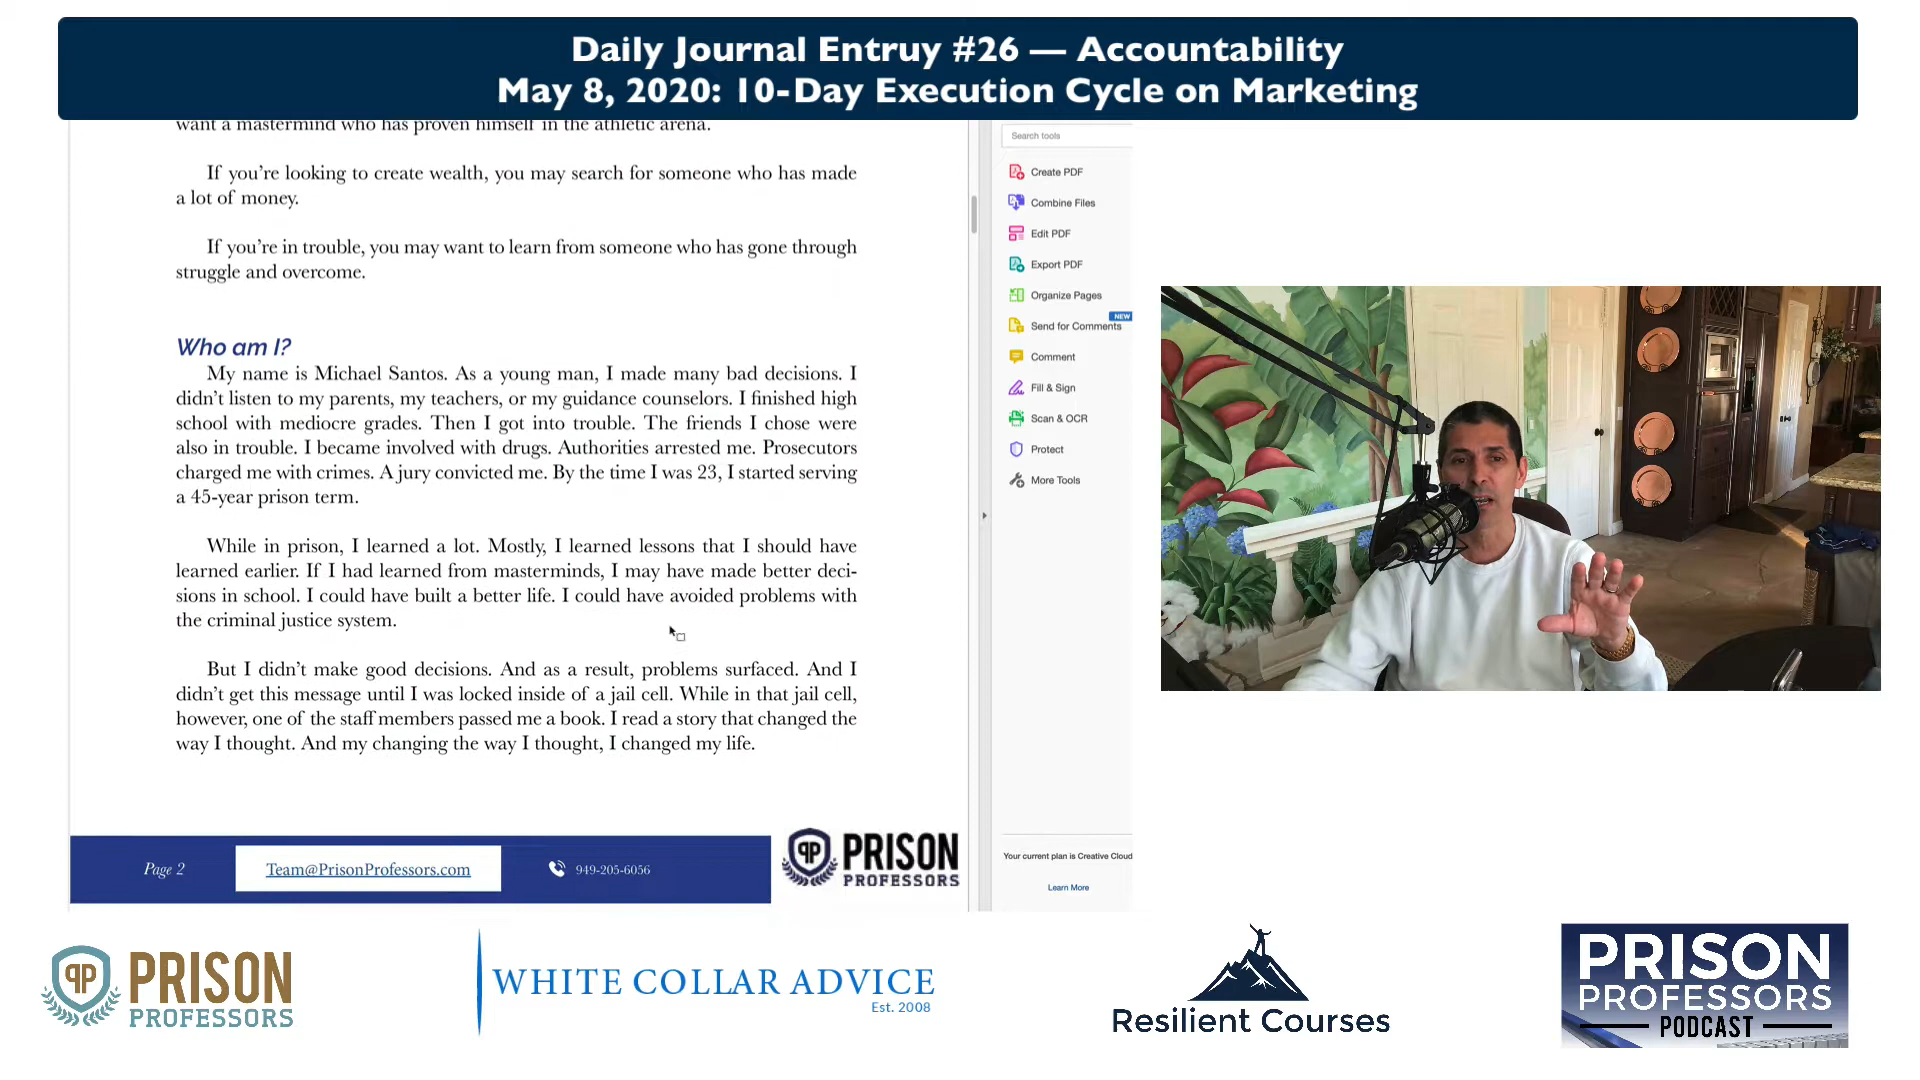 Daily Journal Entruy #26 — Accountability
May 8, 2020: 10-Day Execution Cycle on Marketing
want a mastermind who has proven himself in the athletic arena.
If you’re looking to create wealth, you may search for someone who has made
a lot of money.
If you’re in trouble, you may want to learn from someone who has gone through
struggle and overcome.
Who am I?
My name is Michael Santos. As a young man, I made many bad decisions. I
didn’t listen to my parents, my teachers, or my guidance counselors. I finished high
school with mediocre grades. Then I got into trouble. The friends I chose were
also in trouble. I became involved with drugs. Authorities arrested me. Prosecutors
charged me with crimes. A jury convicted me. By the time I was 23, I started serving
a 45-year prison term.
While in prison, I learned a lot. Mostly, I learned lessons that I should have
learned earlier. If I had learned from masterminds, I may have made better deci-
sions in school. I could have built a better life. I could have avoided problems with
the criminal justice system.
But I didn’t make good decisions. And as a result, problems surfaced. And I
didn’t get this message until I was locked inside of a jail cell. While in that jail cell,
however, one of the staff members passed me a book. I read a story that changed the
way I thought. And my changing the way I thought, I changed my life.
Page 2
Team@PrisonProfessors.com
949-205-6056
PP
PRISON
PROFESSORS
Search tools
Create PDF
Combine Files
Edit PDF
Export PDF
Organize Pages
NEW
Send for Comments
Comment
Fill & Sign
Scan & OCR
Protect
More Tools
Your current plan is Creative Cloud
Learn More
PP
PRISON
PROFESSORS
WHITE COLLAR ADVICE
Est. 2008
Resilient Courses
PRISON
PROFESSORS
PODCAST